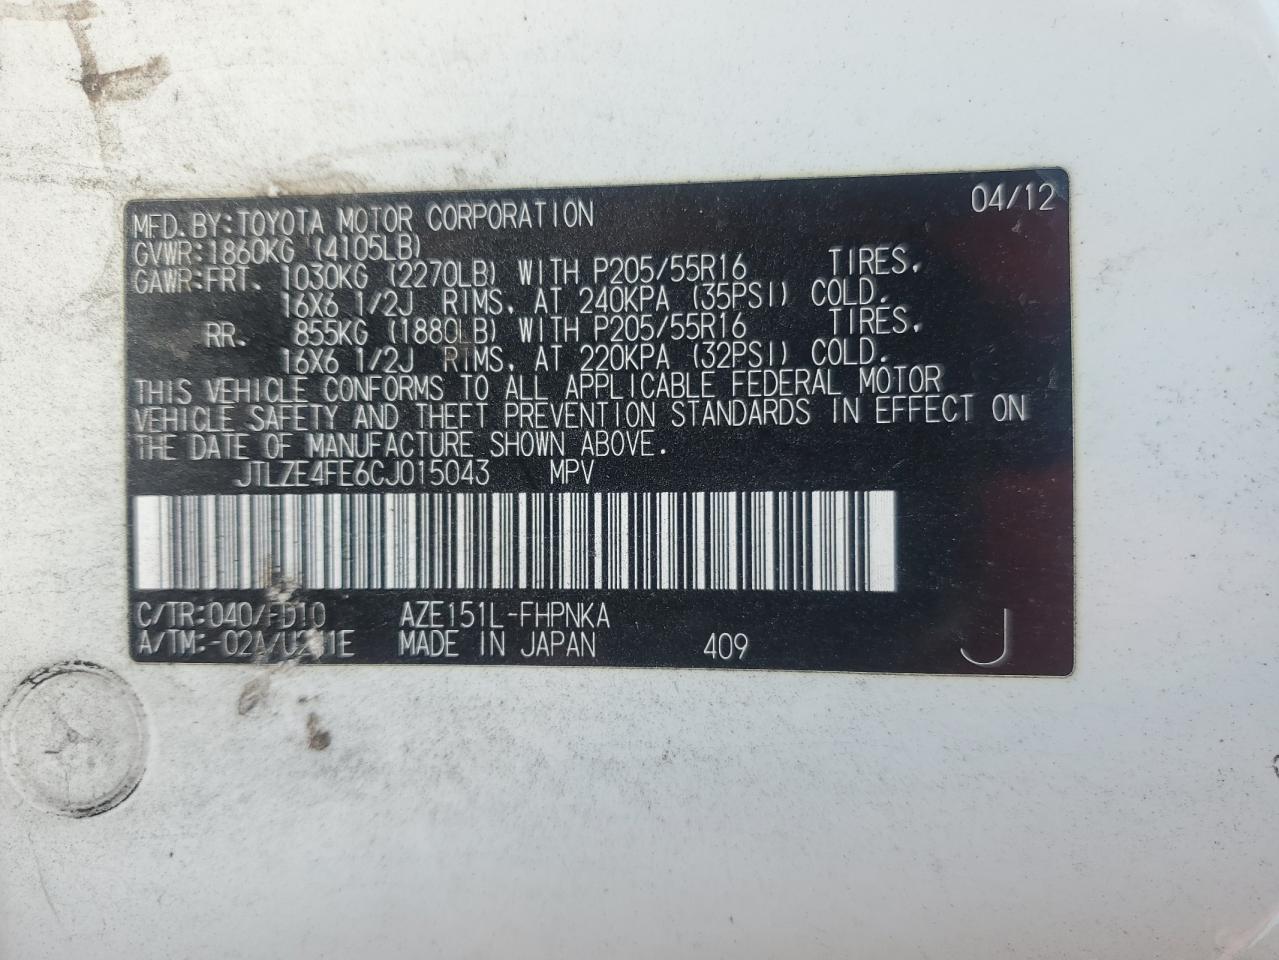 04/12
MFD.BY:TOYOTA MOTOR CORPORATION
GVWR:1860KG (4105LB)
GAWR:FRT. 1030KG (2270LB) WITH P205/55R16 TIRES,
16X6 1/2J RIMS, AT 240KPA (35PSI) COLD.
RR. 855KG (1880LB) WITH P205/55R16 TIRES,
16X6 1/2J RIMS, AT 220KPA (32PSI) COLD.
THIS VEHICLE CONFORMS TO ALL APPLICABLE FEDERAL MOTOR
VEHICLE SAFETY AND THEFT PREVENTION STANDARDS IN EFFECT ON
THE DATE OF MANUFACTURE SHOWN ABOVE.
JTLZE4FE6CJ015043 MPV
C/TR:040/FD10 AZE151L-FHPNKA
MADE IN JAPAN 409 J